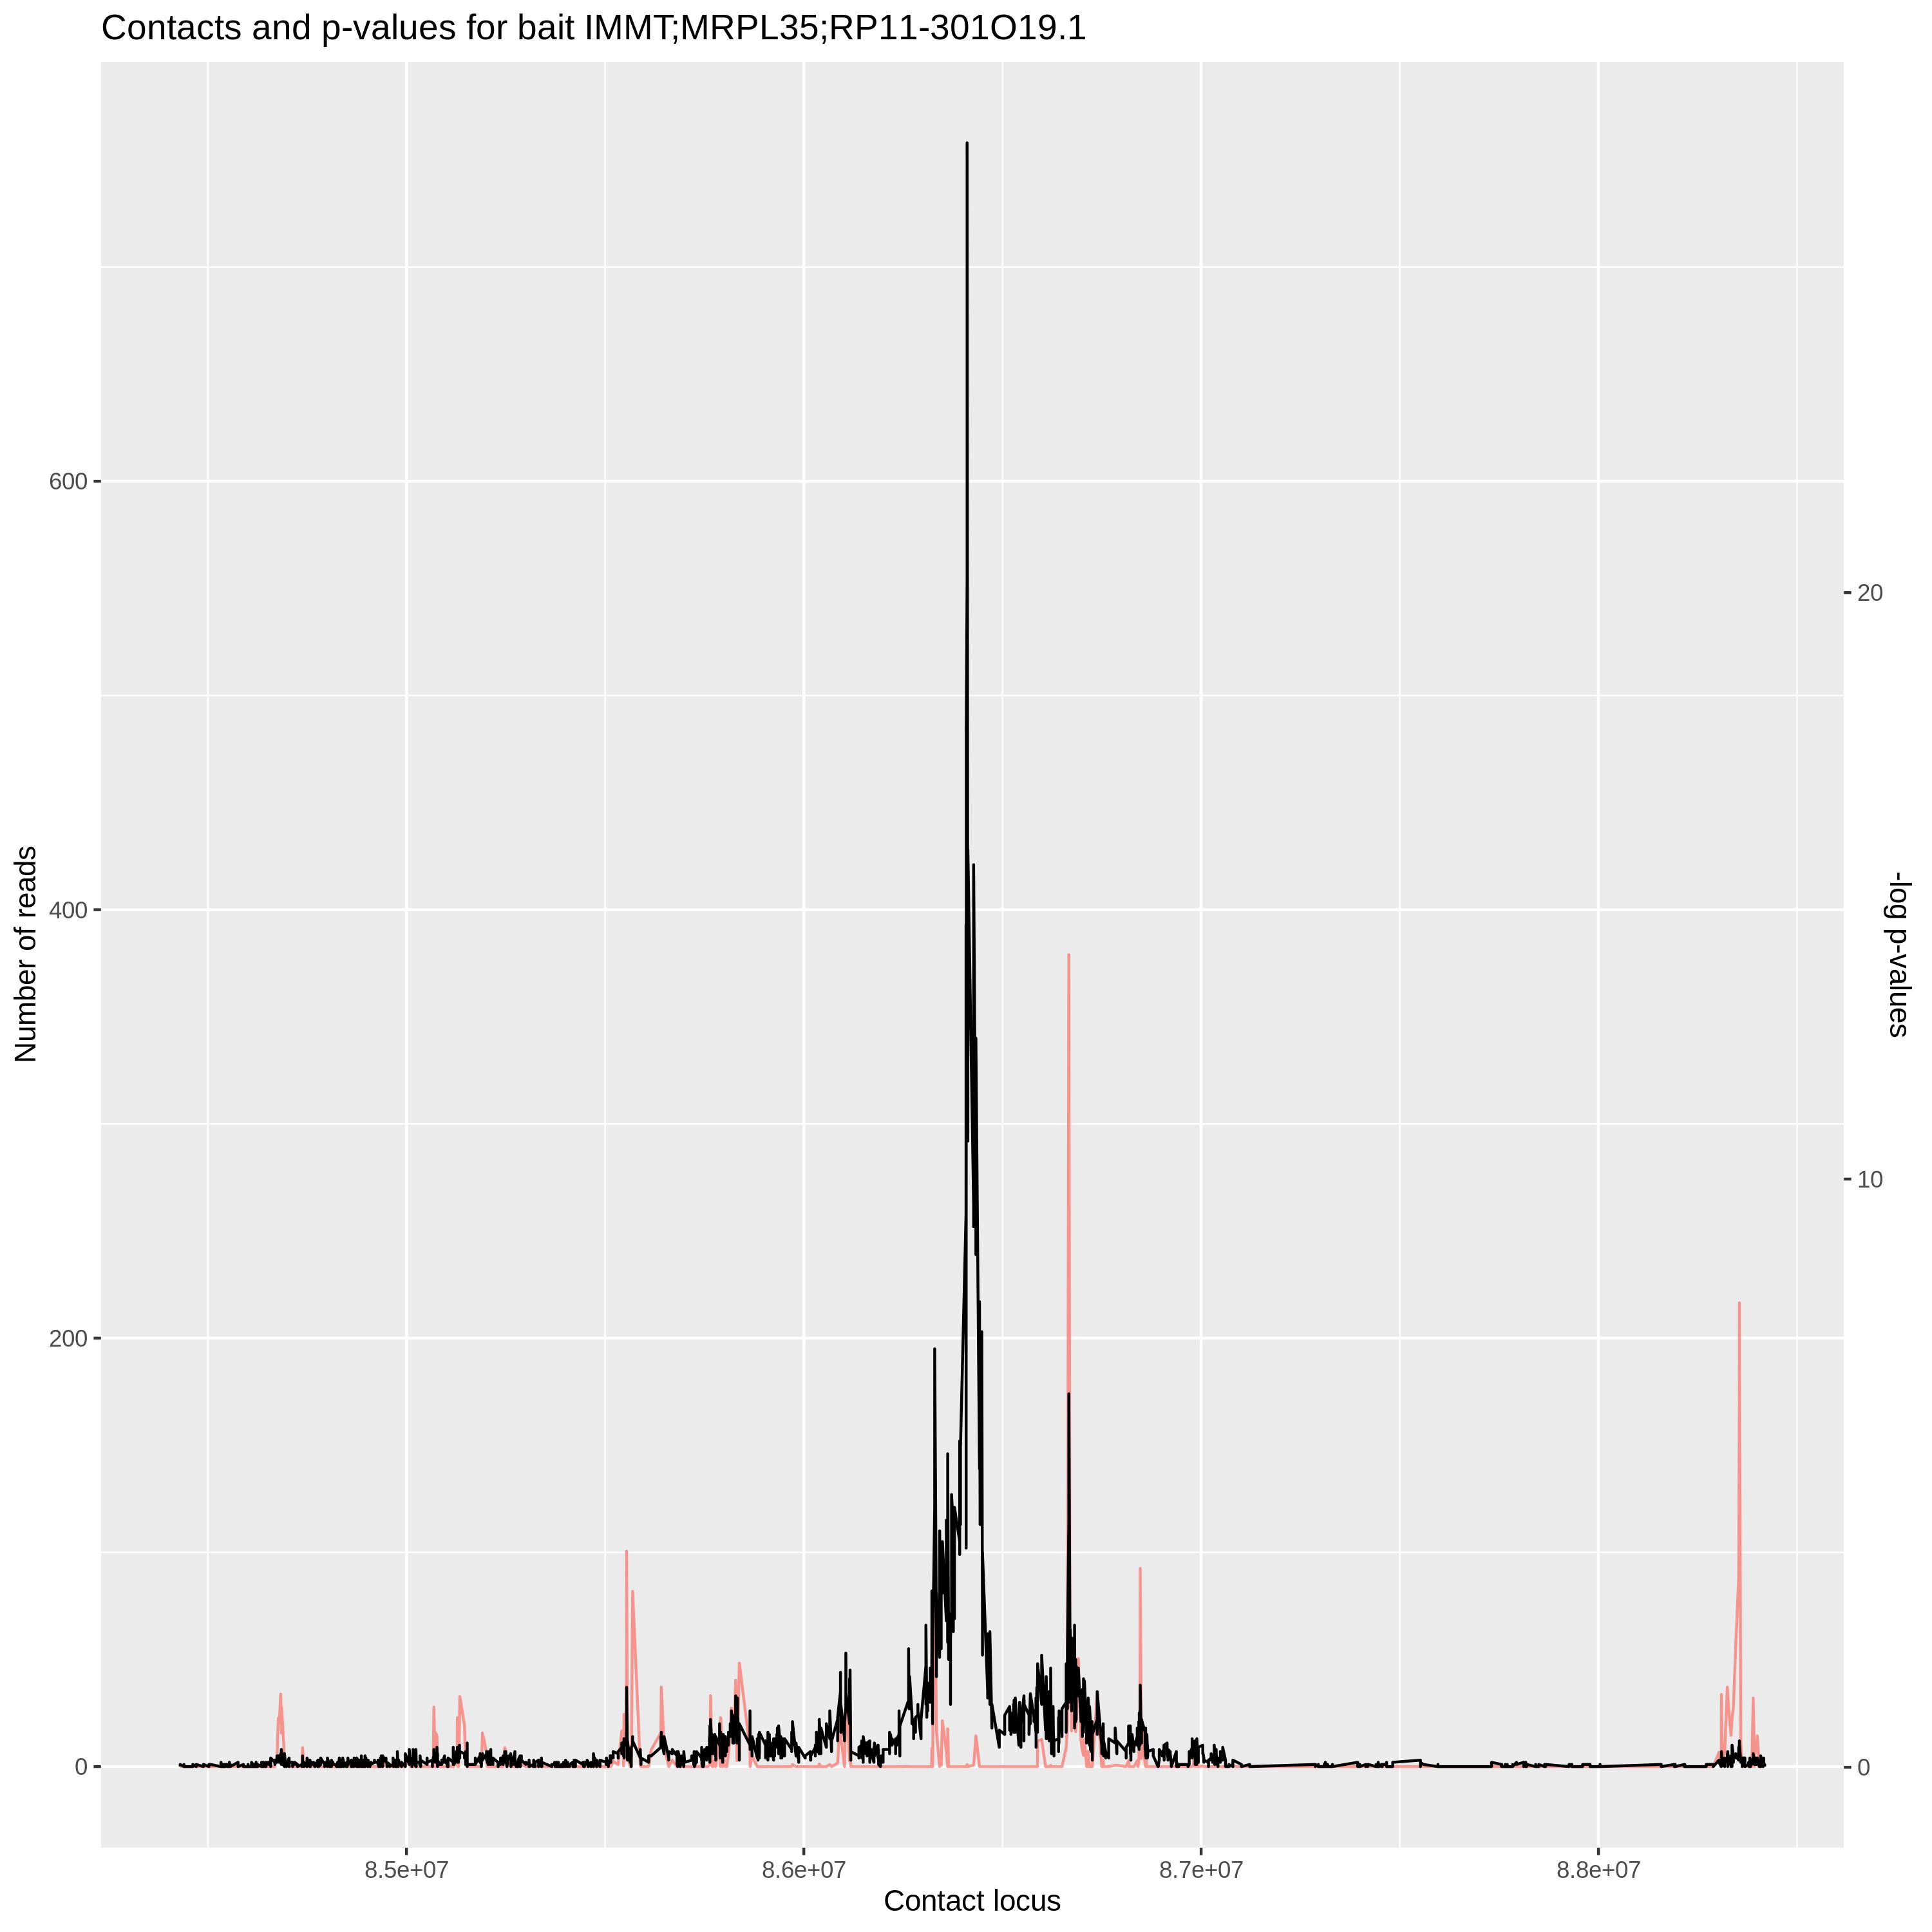 Contacts and p-values for bait IMMT;MRPL35;RP11-301O19.1
600
400
200
0
Number of reads
20
10
0
-log p-values
8.5e+07
8.6e+07
8.7e+07
8.8e+07
Contact locus